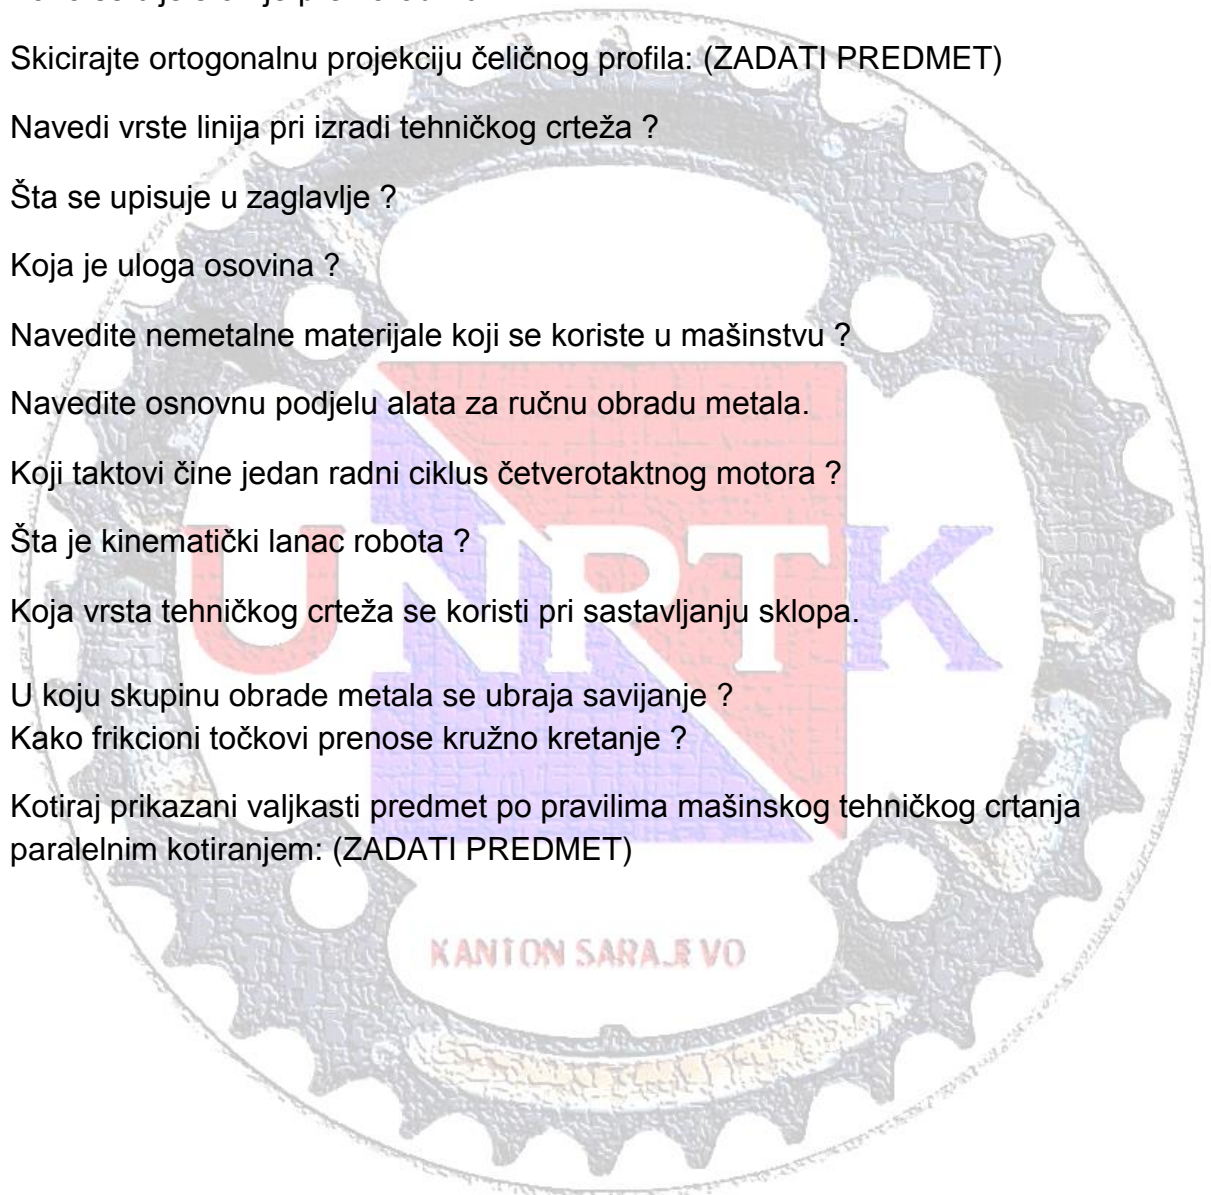 Skicirajte ortogonalnu projekciju čeličnog profila: (ZADATI PREDMET)
Navedi vrste linija pri izradi tehničkog crteža ?
Šta se upisuje u zaglavlje ?
Koja je uloga osovina ?
Navedite nemetalne materijale koji se koriste u mašinstvu ?
Navedite osnovnu podjelu alata za ručnu obradu metala.
Koji taktovi čine jedan radni ciklus četverotaktnog motora ?
Šta je kinematički lanac robota ?
Koja vrsta tehničkog crteža se koristi pri sastavljanju sklopa.
U koju skupinu obrade metala se ubraja savijanje ?
Kako frikcioni točkovi prenose kružno kretanje ?
Kotiraj prikazani valjkasti predmet po pravilima mašinskog tehničkog crtanja
paralelnim kotiranjem: (ZADATI PREDMET)
UNRTK
KANTON SARAJEVO